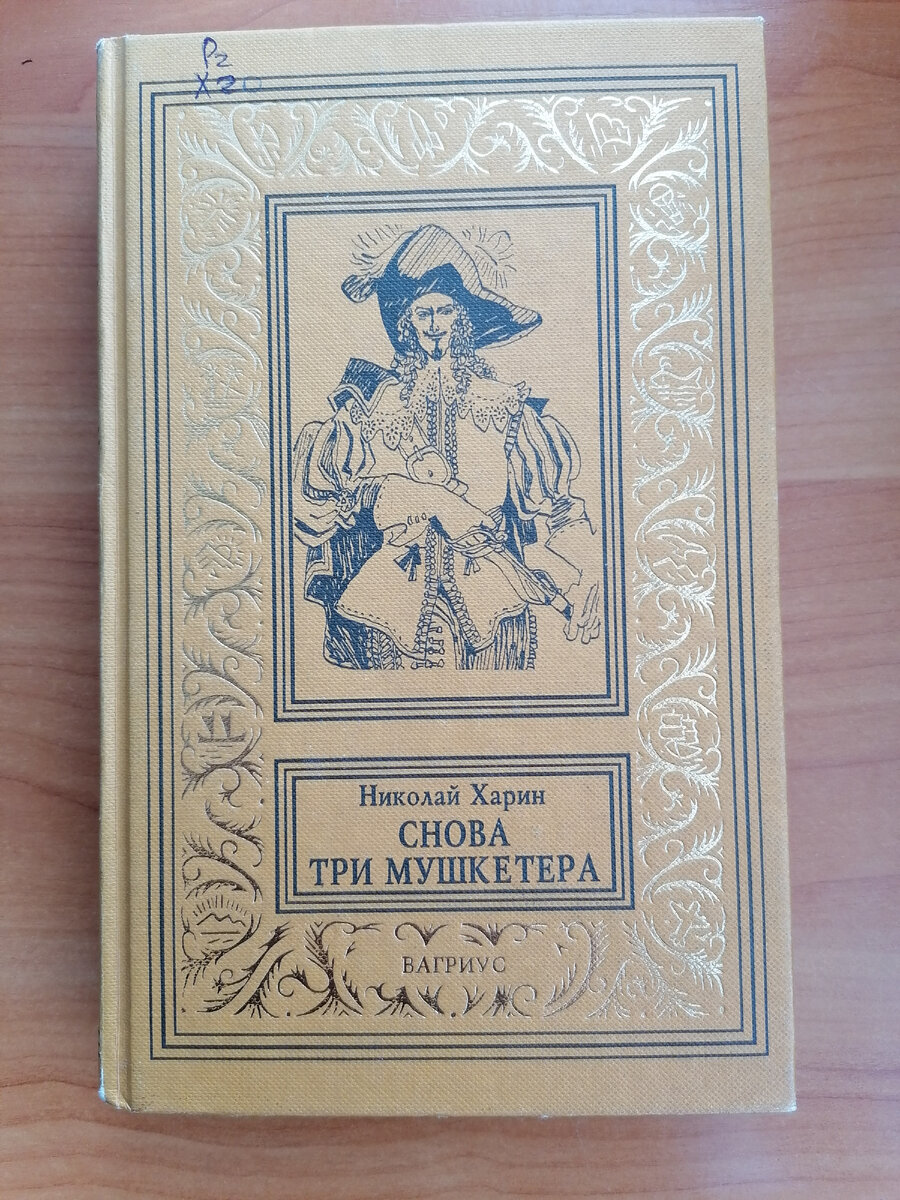 Р2
Х20
Николай Харин
СНОВА
ТРИ МУШКЕТЕРА
ВАГРИУС